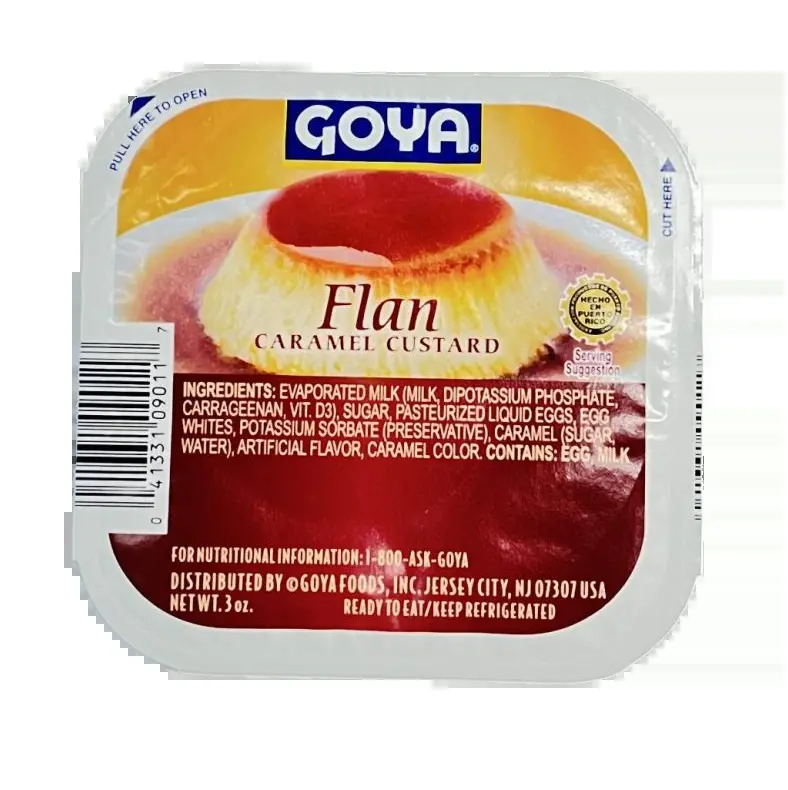 PULL HERE TO OPEN
GOYA®
CUT HERE
Flan
CARAMEL CUSTARD
HECHO
EN
PUERTO
RICO
Serving
Suggestion
INGREDIENTS: EVAPORATED MILK (MILK, DIPOTASSIUM PHOSPHATE,
CARRAGEENAN, VIT. D3), SUGAR, PASTEURIZED LIQUID EGGS, EGG
WHITES, POTASSIUM SORBATE (PRESERVATIVE), CARAMEL (SUGAR,
WATER), ARTIFICIAL FLAVOR, CARAMEL COLOR. CONTAINS: EGG, MILK
0 41331 09011 7
FOR NUTRITIONAL INFORMATION: 1-800-ASK-GOYA
DISTRIBUTED BY ©GOYA FOODS, INC. JERSEY CITY, NJ 07307 USA
NET WT. 3 oz. READY TO EAT/KEEP REFRIGERATED